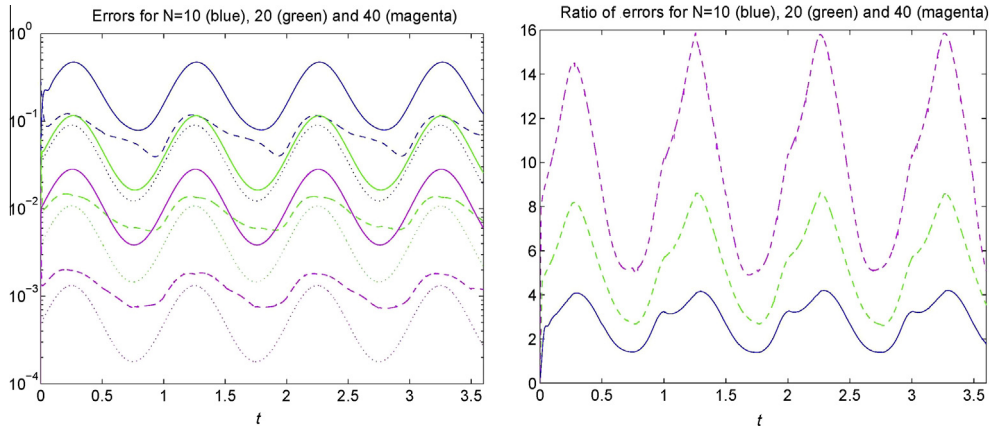 Errors for N=10 (blue), 20 (green) and 40 (magenta)
10^0
10^-1
10^-2
10^-3
10^-4
0 0.5 1 1.5 2 2.5 3 3.5
t
Ratio of errors for N=10 (blue), 20 (green) and 40 (magenta)
16
14
12
10
8
6
4
2
0
0 0.5 1 1.5 2 2.5 3 3.5
t